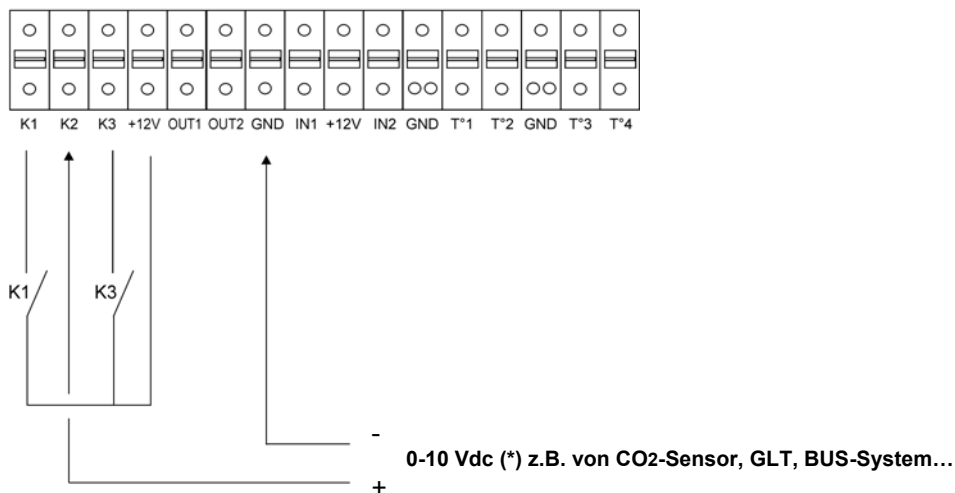 K1 K2 K3 +12V OUT1 OUT2 GND IN1 +12V IN2 GND T°1 T°2 GND T°3 T°4
K1 K3
-
0-10 Vdc (*) z.B. von CO2-Sensor, GLT, BUS-System…
+